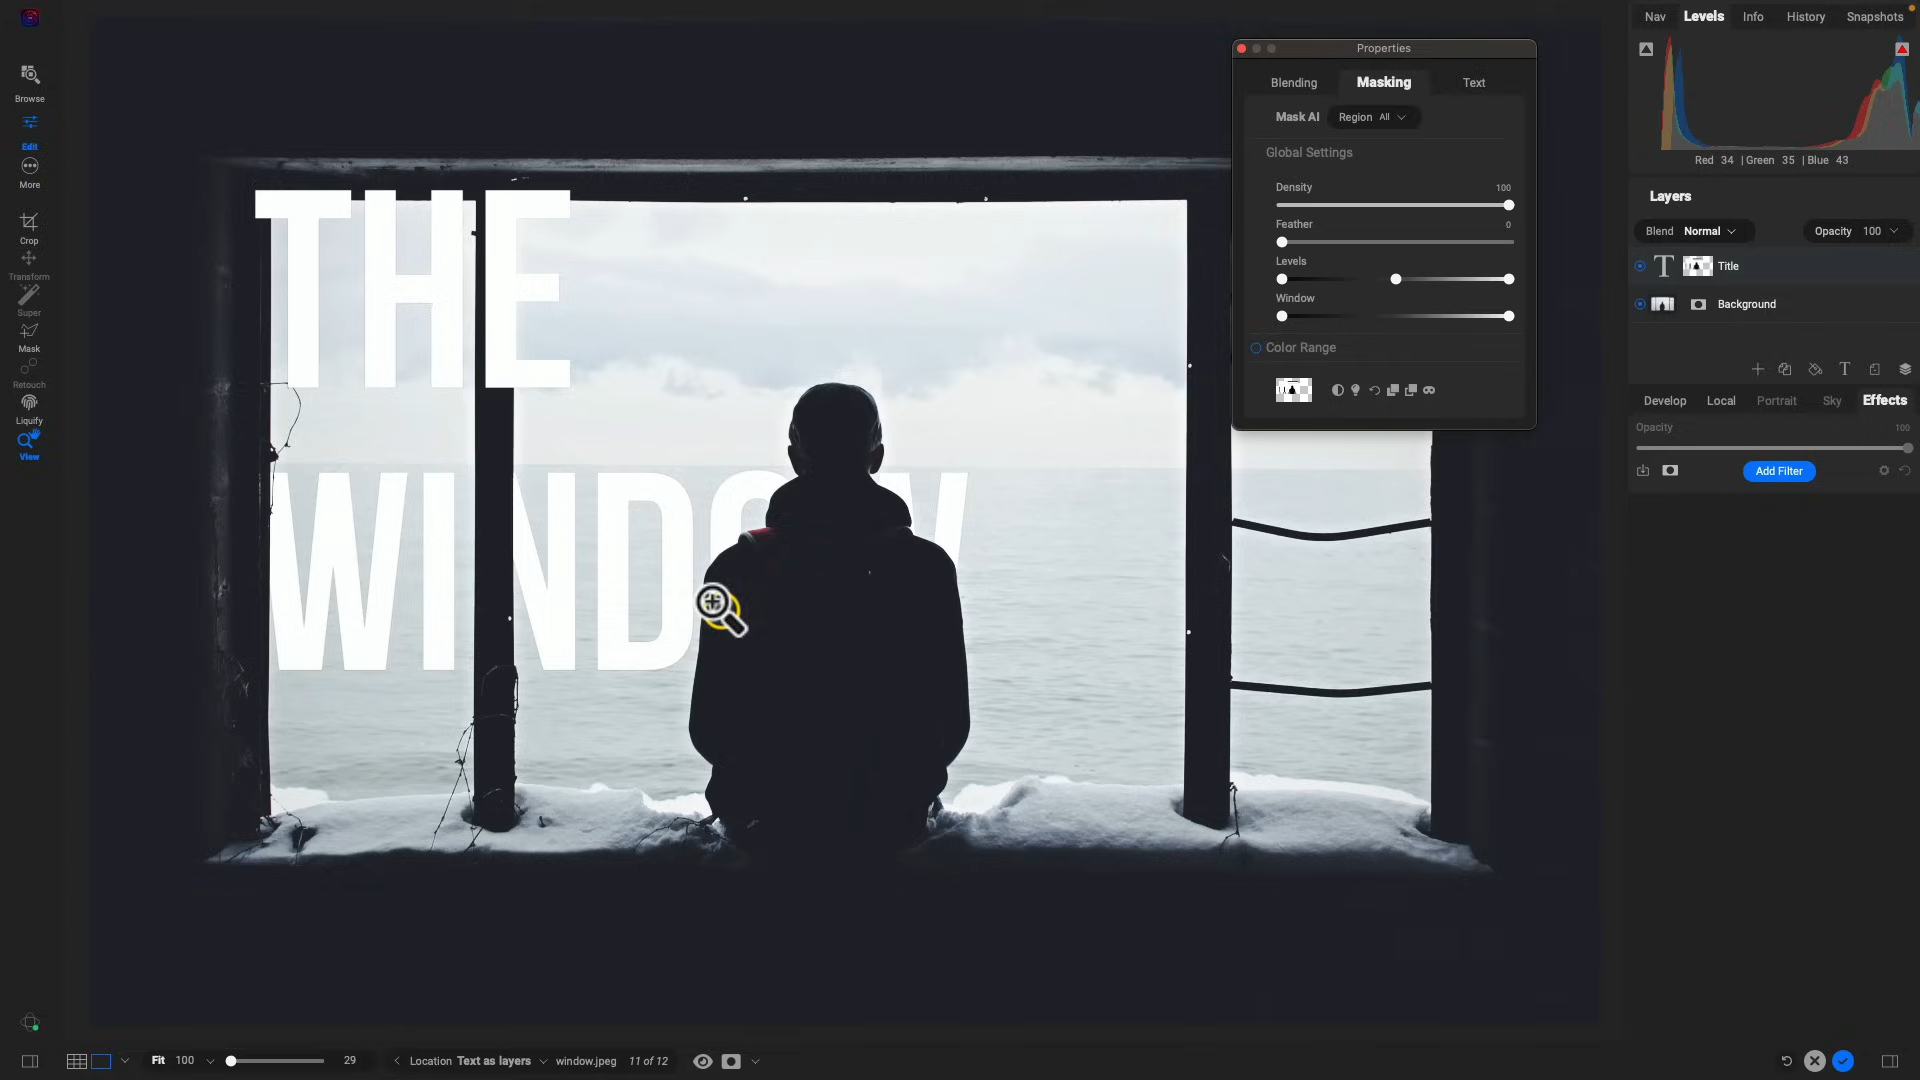 Nav Levels Info History Snapshots
Red 34 | Green 35 | Blue 43
Properties
Blending Masking Text
Mask AI Region All
Global Settings
Density 100
Feather 0
Levels
Window
Color Range
Layers
Blend Normal Opacity 100
Title
Background
Develop Local Portrait Sky Effects
Opacity 100
Add Filter
Browse
Edit
More
Crop
Transform
Super
Mask
Retouch
Liquify
View
THE
WINDOW
Fit 100 29 Location Text as layers window.jpeg 11 of 12